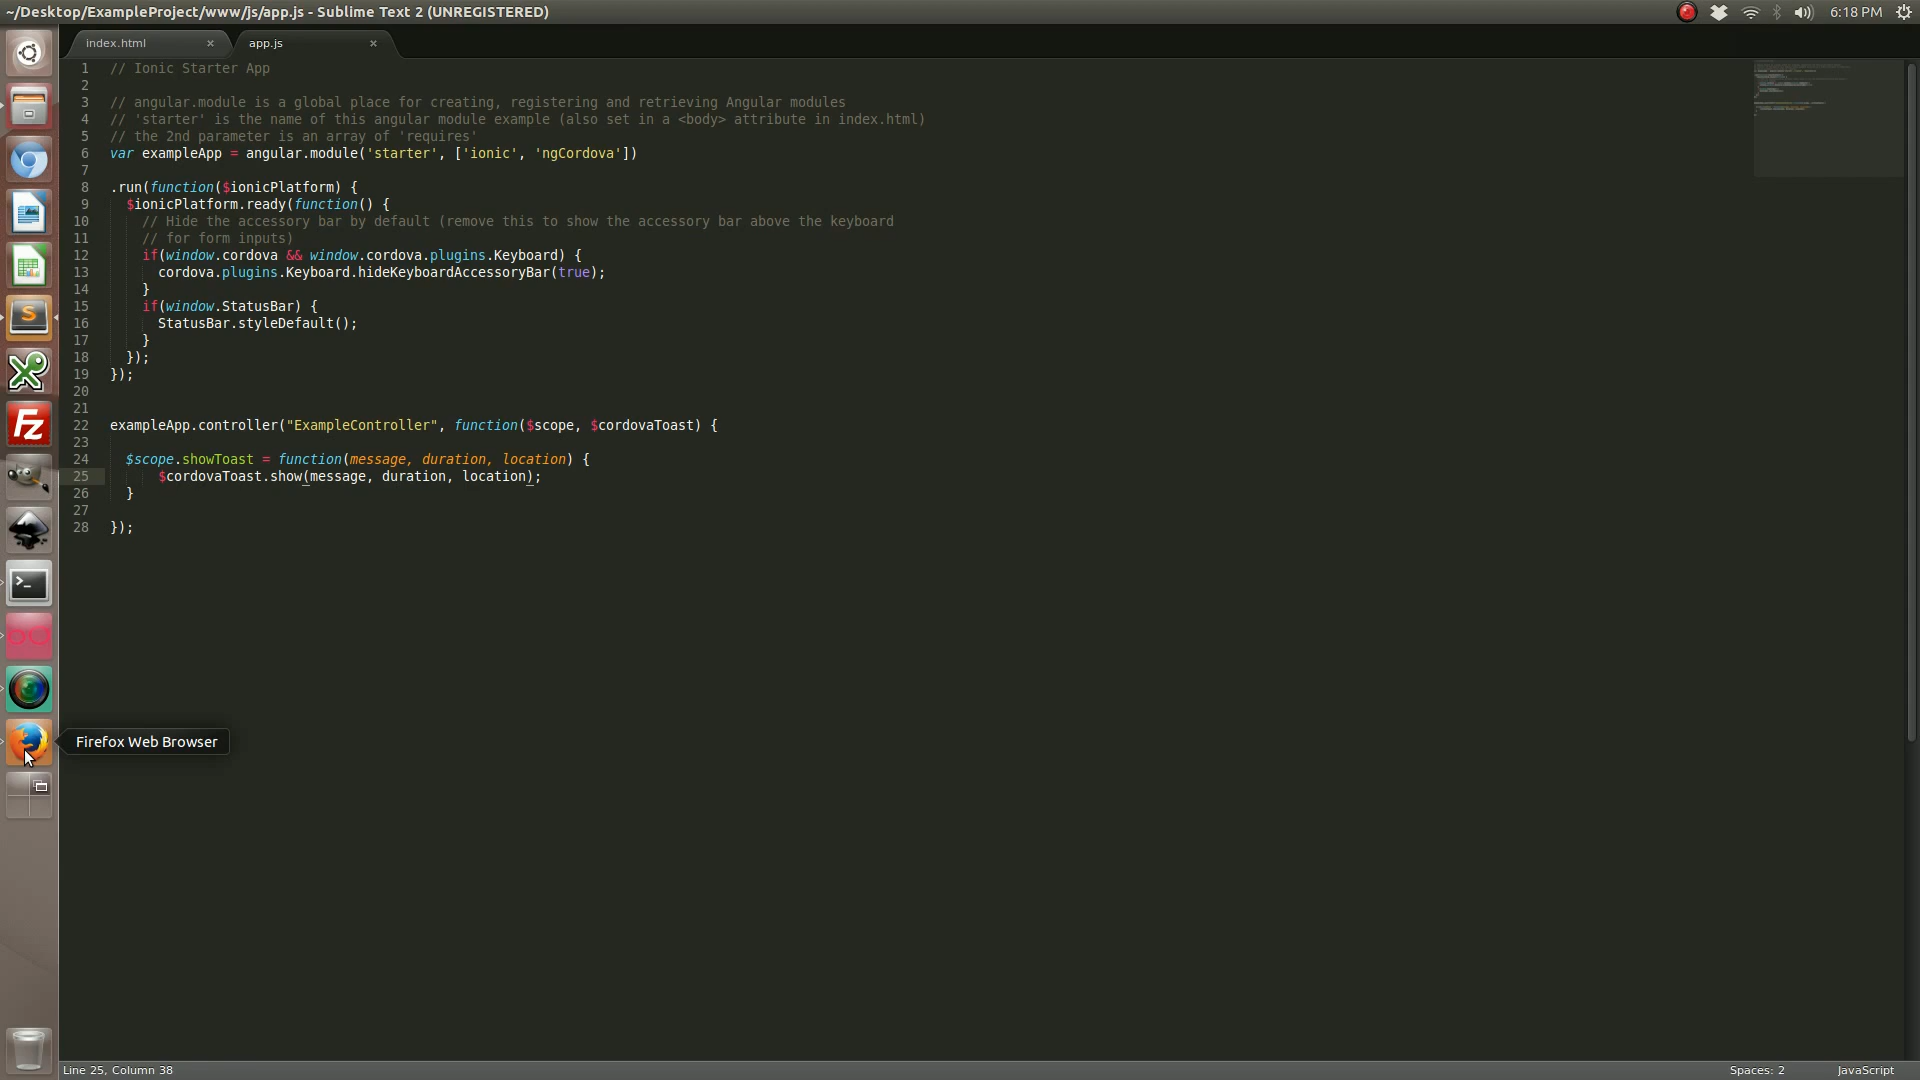 ~/Desktop/ExampleProject/www/js/app.js - Sublime Text 2 (UNREGISTERED)
6:18 PM
index.html ×
app.js ×
1 // Ionic Starter App
2
3 // angular.module is a global place for creating, registering and retrieving Angular modules
4 // 'starter' is the name of this angular module example (also set in a <body> attribute in index.html)
5 // the 2nd parameter is an array of 'requires'
6 var exampleApp = angular.module('starter', ['ionic', 'ngCordova'])
7
8 .run(function($ionicPlatform) {
9 $ionicPlatform.ready(function() {
10 // Hide the accessory bar by default (remove this to show the accessory bar above the keyboard
11 // for form inputs)
12 if(window.cordova && window.cordova.plugins.Keyboard) {
13 cordova.plugins.Keyboard.hideKeyboardAccessoryBar(true);
14 }
15 if(window.StatusBar) {
16 StatusBar.styleDefault();
17 }
18 });
19 });
20
21
22 exampleApp.controller("ExampleController", function($scope, $cordovaToast) {
23
24 $scope.showToast = function(message, duration, location) {
25 $cordovaToast.show(message, duration, location);
26 }
27
28 });
Firefox Web Browser
Line 25, Column 38
Spaces: 2
JavaScript